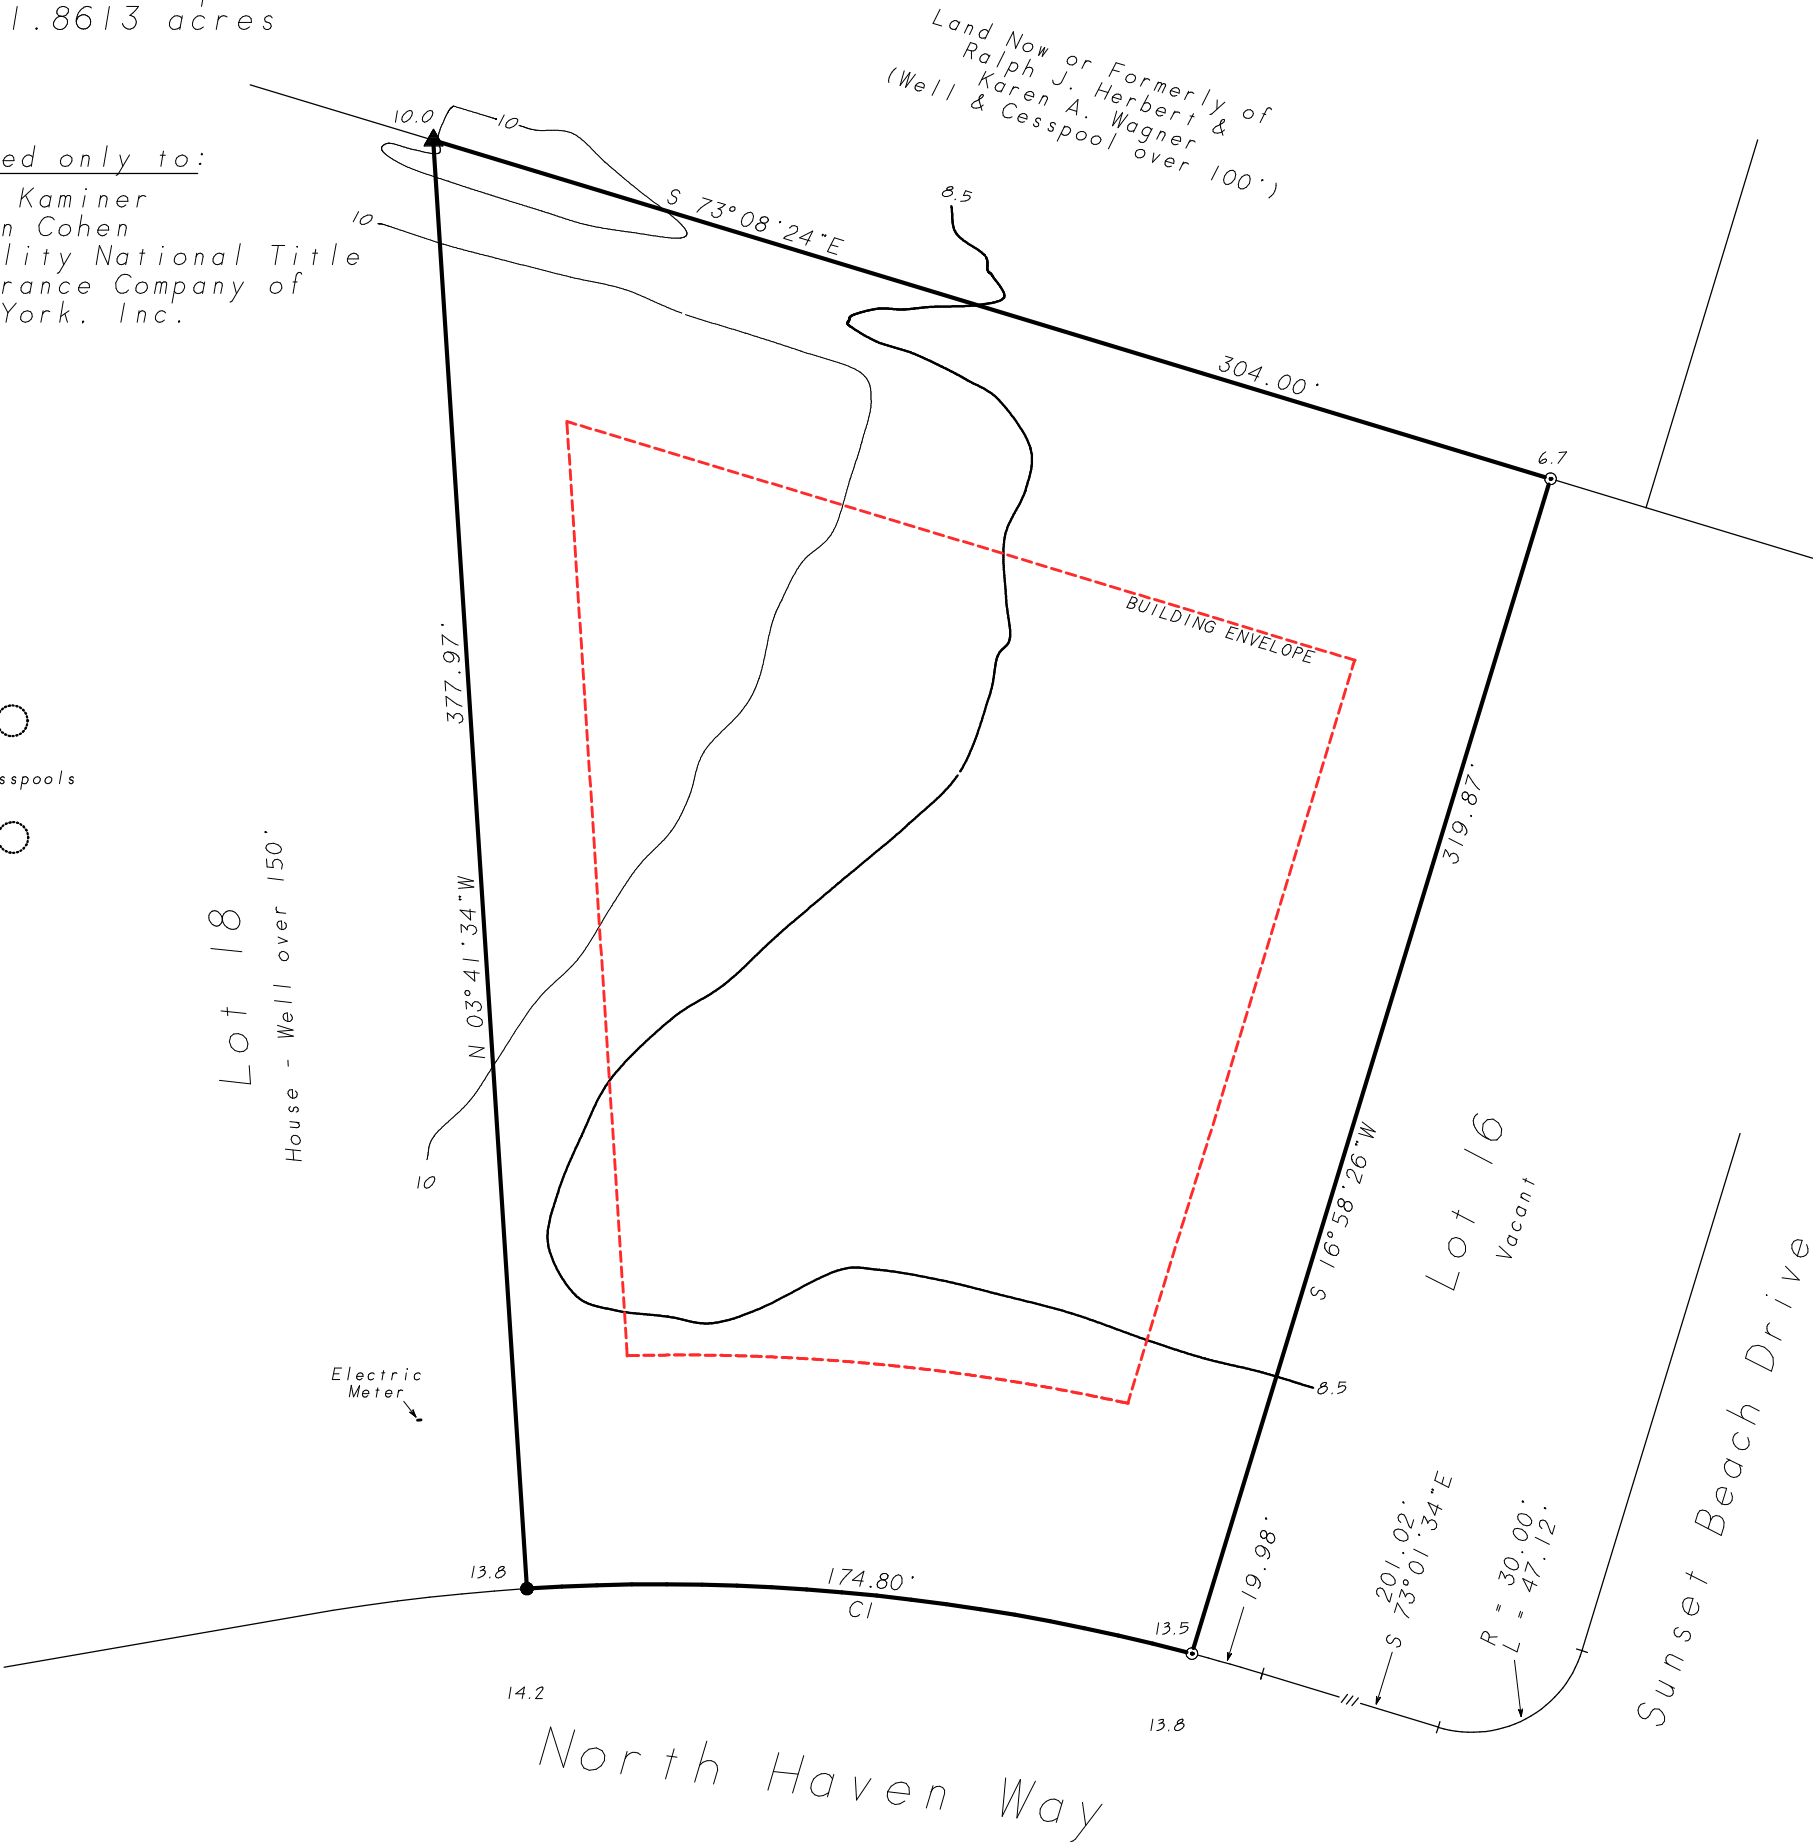 1.8613 acres
Land Now or Formerly of
Ralph J. Herbert &
Karen A. Wagner
(Well & Cesspool over 100')
ed only to:
Kaminer
n Cohen
lity National Title
rance Company of
York, Inc.
10.0
10
10
S 73°08'24"E
8.5
304.00'
6.7
BUILDING ENVELOPE
377.97'
N 03°41'34"W
319.87'
S 16°58'26"W
sspools
Lot 18
House - Well over 150'
10
Lot 16
Vacant
Electric
Meter
8.5
13.8
174.80'
C1
13.5
19.98'
201.02'
S 73°01'34"E
R = 30.00'
L = 47.12'
14.2
13.8
North Haven Way
Sunset Beach Drive